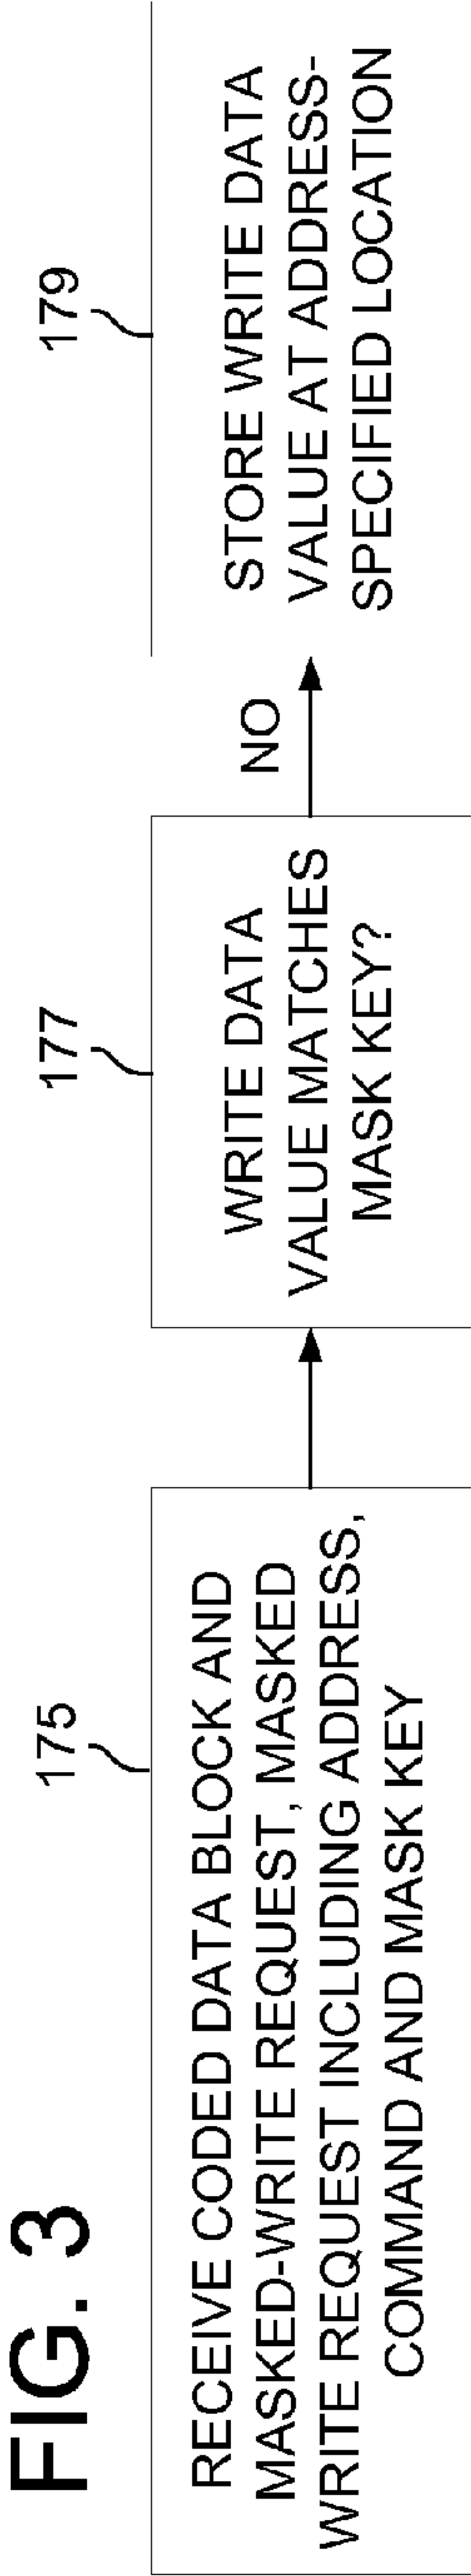 FIG. 3
175
RECEIVE CODED DATA BLOCK AND
MASKED-WRITE REQUEST, MASKED
WRITE REQUEST INCLUDING ADDRESS,
COMMAND AND MASK KEY
177
WRITE DATA
VALUE MATCHES
MASK KEY?
NO
179
STORE WRITE DATA
VALUE AT ADDRESS-
SPECIFIED LOCATION